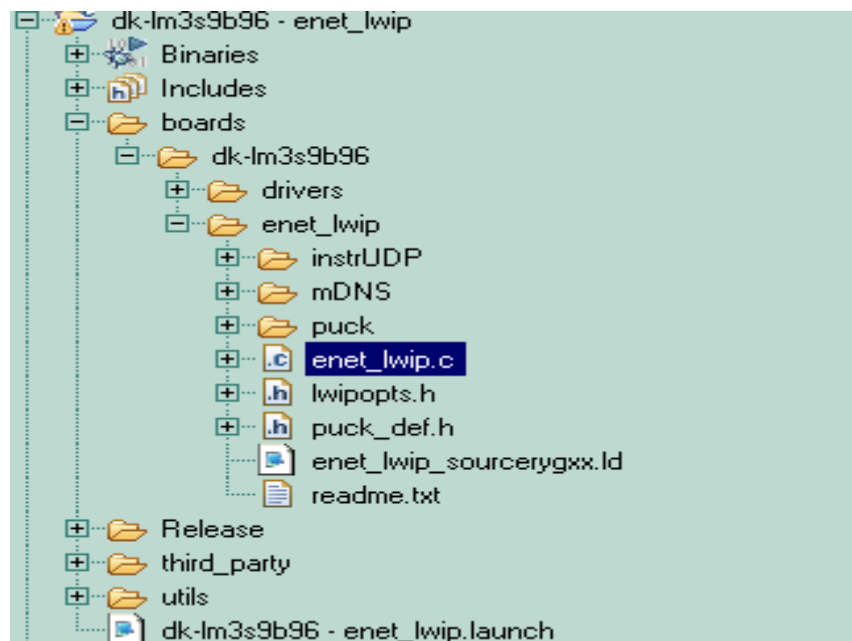 dk-lm3s9b96 - enet_lwip
Binaries
Includes
boards
dk-lm3s9b96
drivers
enet_lwip
instrUDP
mDNS
puck
enet_lwip.c
lwipopts.h
puck_def.h
enet_lwip_sourcerygxx.ld
readme.txt
Release
third_party
utils
dk-lm3s9b96 - enet_lwip.launch